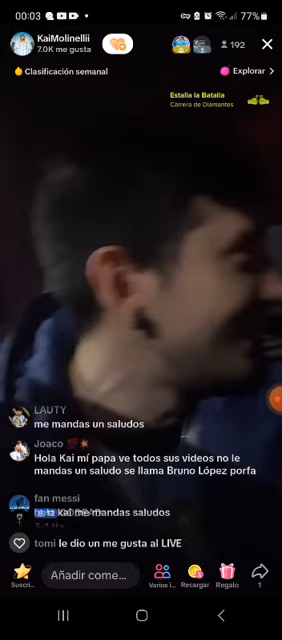 00:03 77%
KaiMolinellii
7.0K me gusta
192
Clasificación semanal
Explorar
Estalla la Batalla
Carrera de Diamantes
LAUTY
me mandas un saludos
Joaco 💯💥
Hola Kai mí papa ve todos sus videos no le
mandas un saludo se llama Bruno López porfa
fan messi
12 kai me mandas saludos
tomi le dio un me gusta al LIVE
Suscri...
Añadir come...
Varios i...
Recargar
Regalo
1